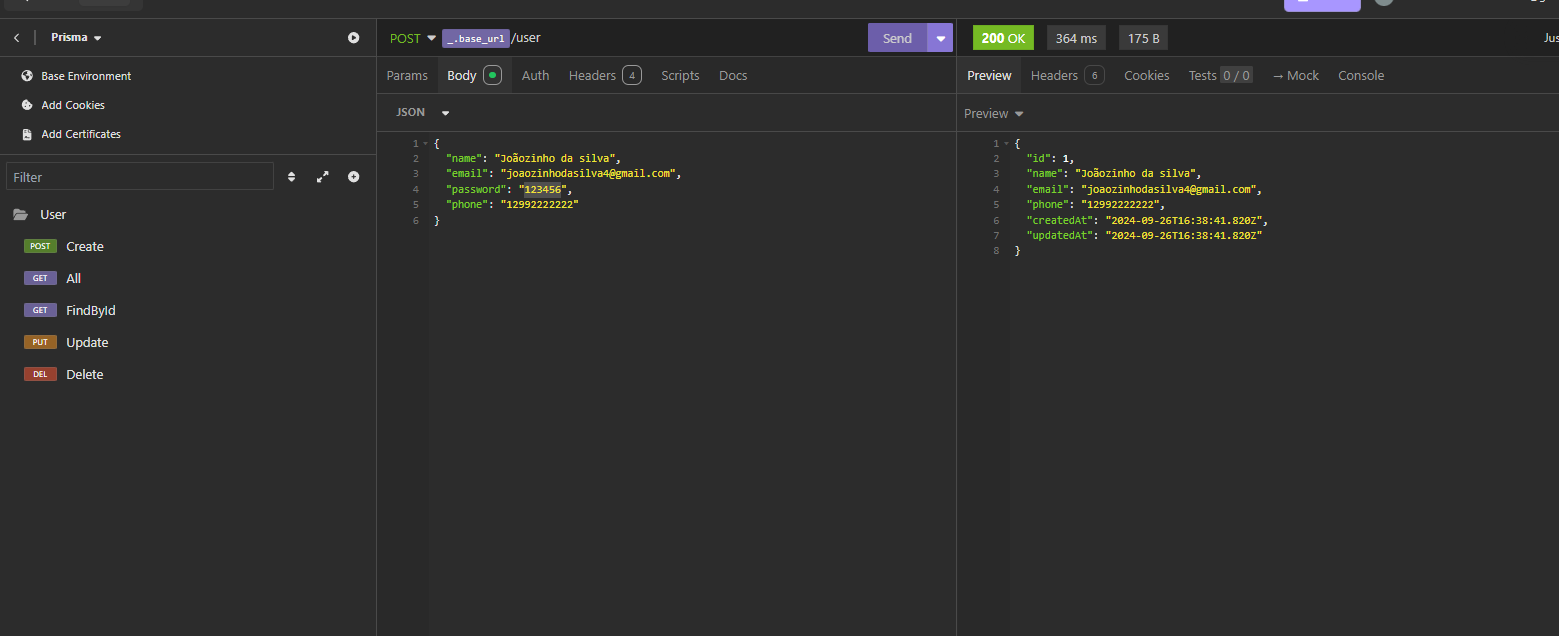 Prisma
Base Environment
Add Cookies
Add Certificates
Filter
User
POST Create
GET All
GET FindById
PUT Update
DEL Delete
POST _.base_url /user Send
Params Body Auth Headers 4 Scripts Docs
JSON
1 {
2 "name": "Joãozinho da silva",
3 "email": "joaozinhodasilva4@gmail.com",
4 "password": "123456",
5 "phone": "12992222222"
6 }
200 OK 364 ms 175 B Jus
Preview Headers 6 Cookies Tests 0 / 0 → Mock Console
Preview
1 {
2 "id": 1,
3 "name": "Joãozinho da silva",
4 "email": "joaozinhodasilva4@gmail.com",
5 "phone": "12992222222",
6 "createdAt": "2024-09-26T16:38:41.820Z",
7 "updatedAt": "2024-09-26T16:38:41.820Z"
8 }